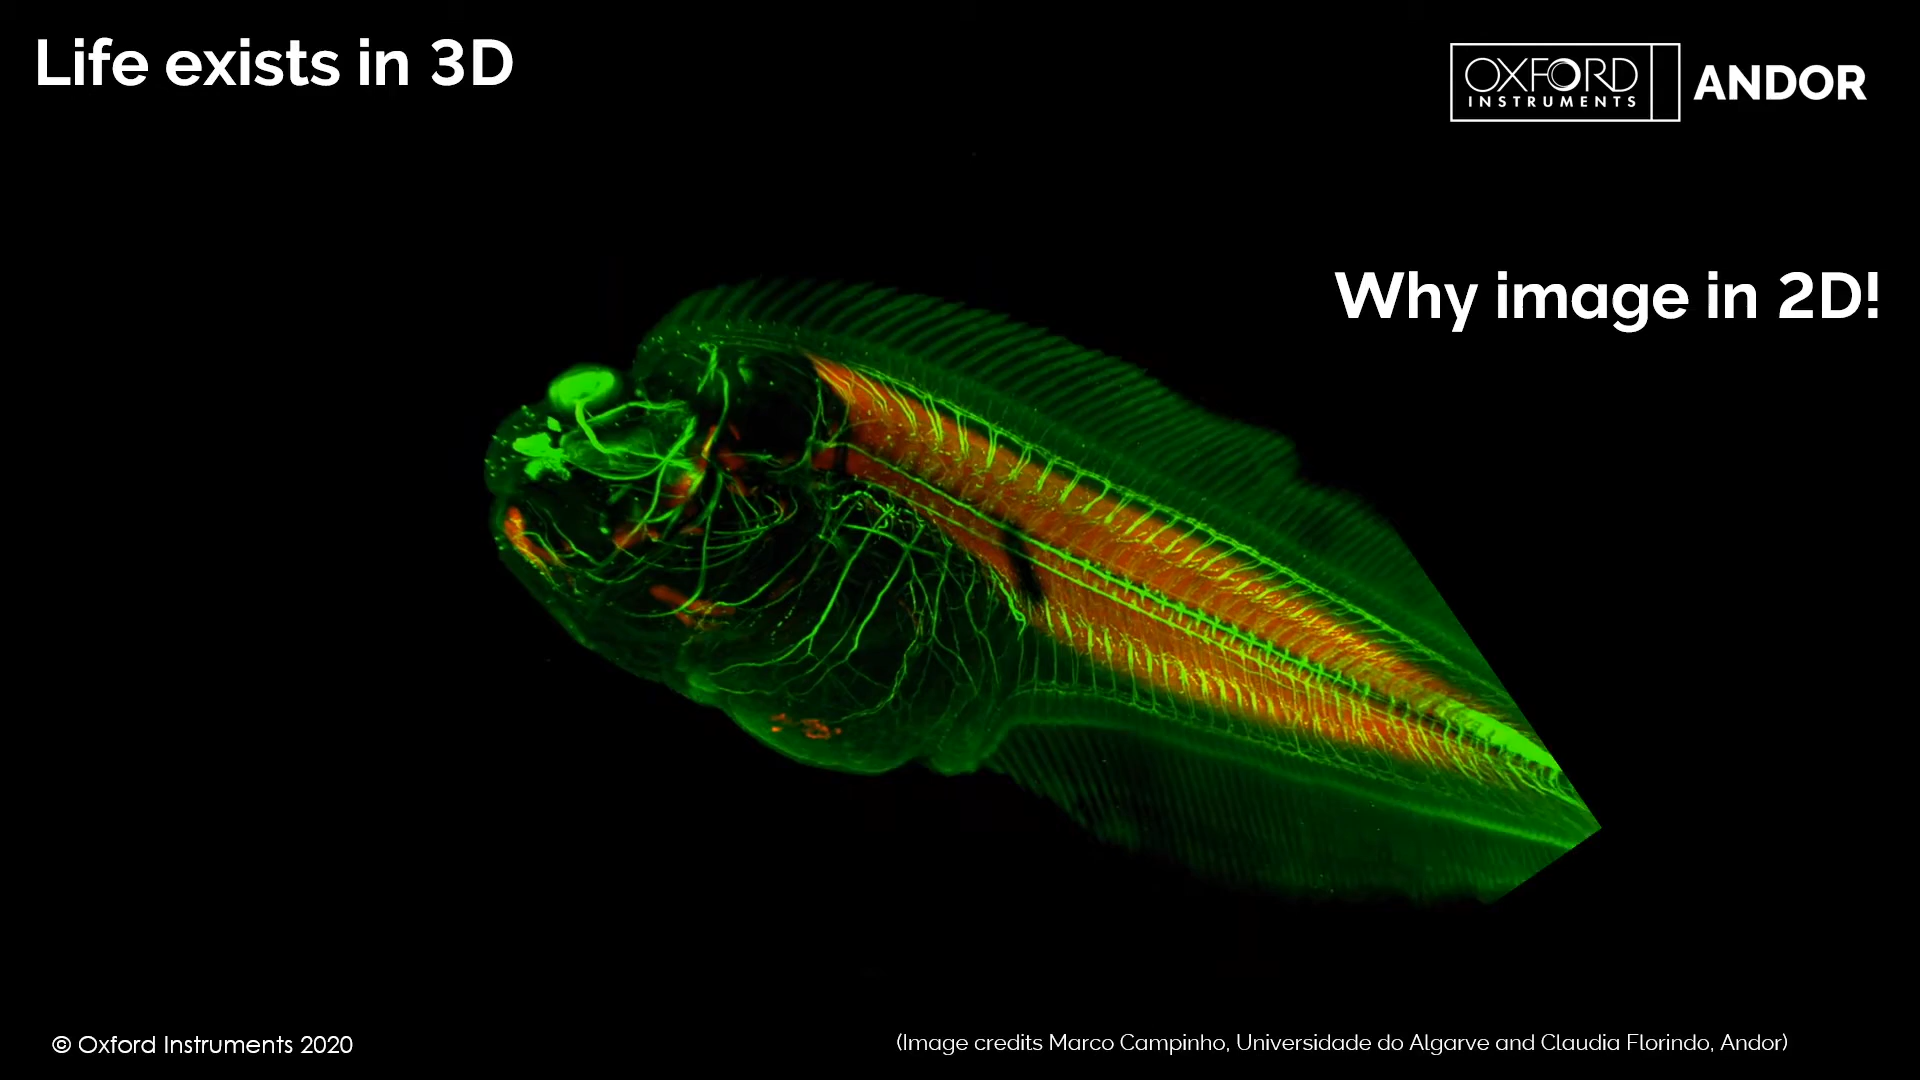 Life exists in 3D
OXFORD
INSTRUMENTS
ANDOR
Why image in 2D!
© Oxford Instruments 2020
(Image credits Marco Campinho, Universidade do Algarve and Claudia Florindo, Andor)